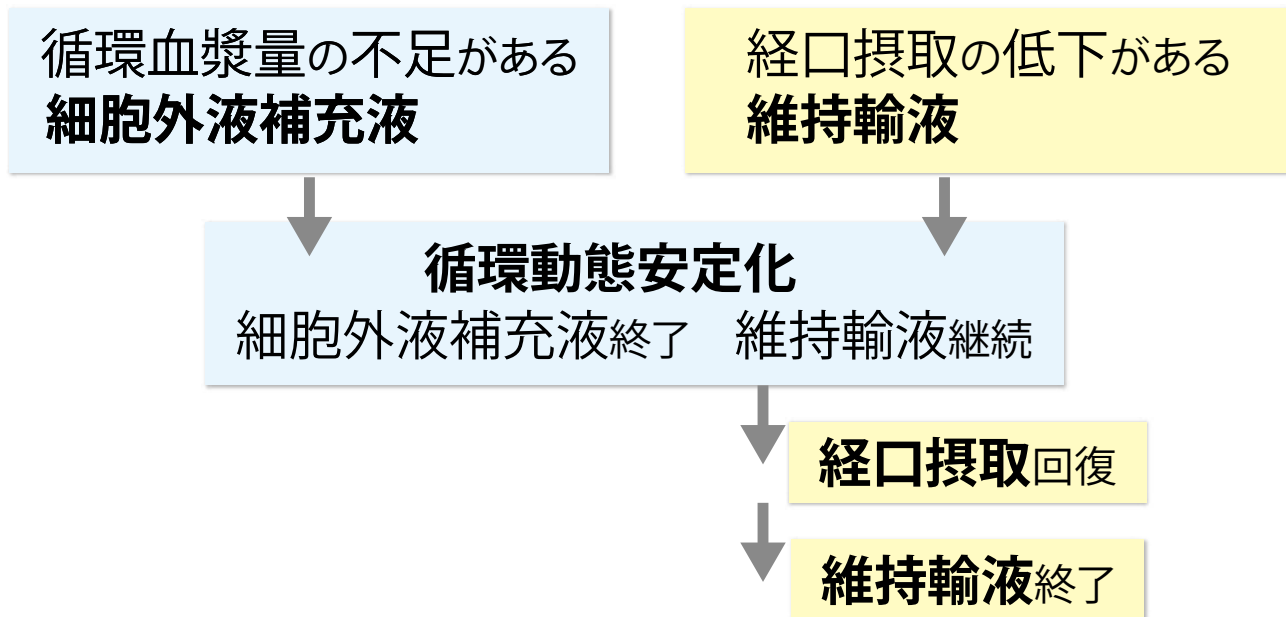 循環血漿量の不足がある
細胞外液補充液
経口摂取の低下がある
維持輸液
循環動態安定化
細胞外液補充液終了　維持輸液継続
経口摂取回復
維持輸液終了